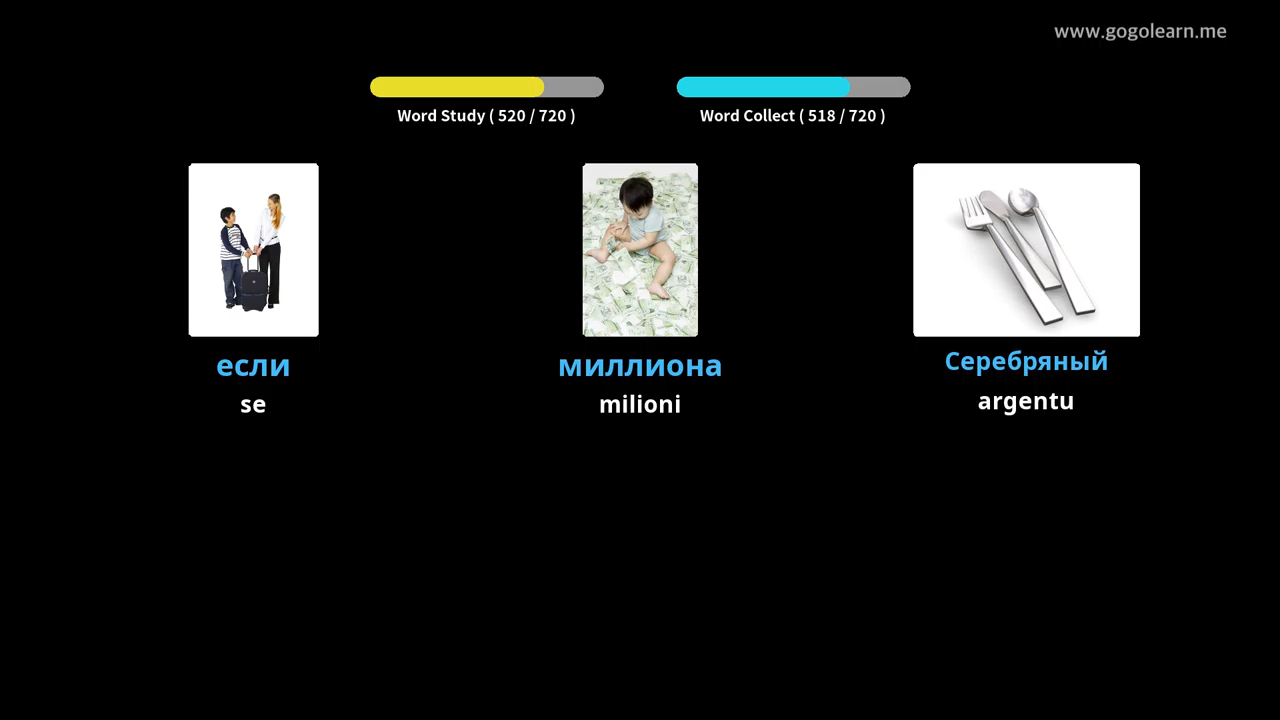 www.gogolearn.me
Word Study ( 520 / 720 )
Word Collect ( 518 / 720 )
если
se
миллиона
milioni
Серебряный
argentu